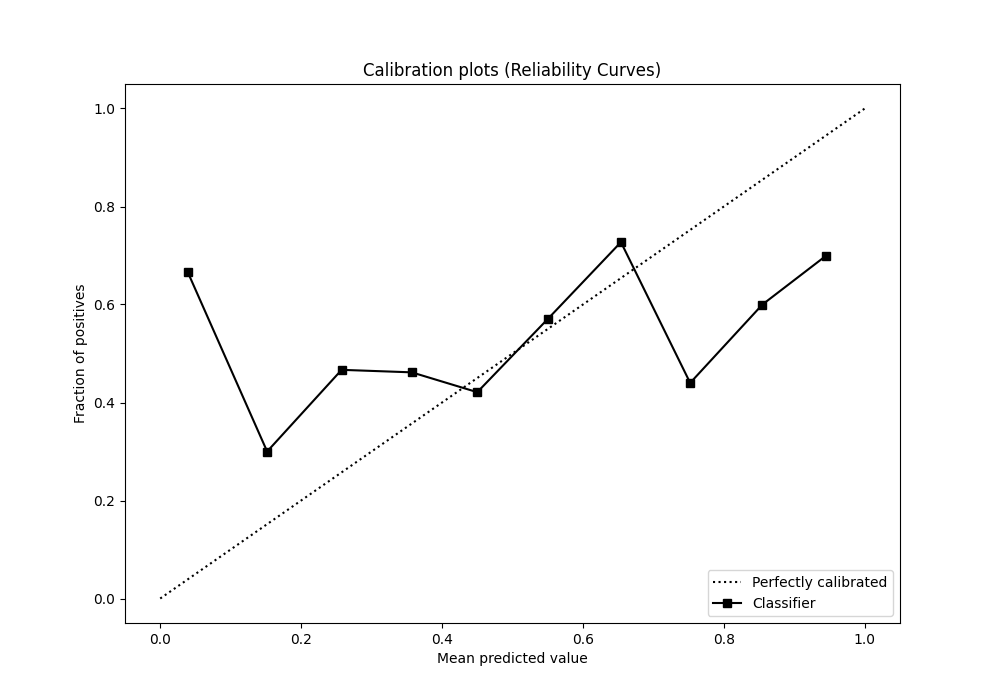 Calibration plots (Reliability Curves)
1.0
0.8
0.6
0.4
0.2
0.0
Fraction of positives
0.0 0.2 0.4 0.6 0.8 1.0
Mean predicted value
Perfectly calibrated
Classifier